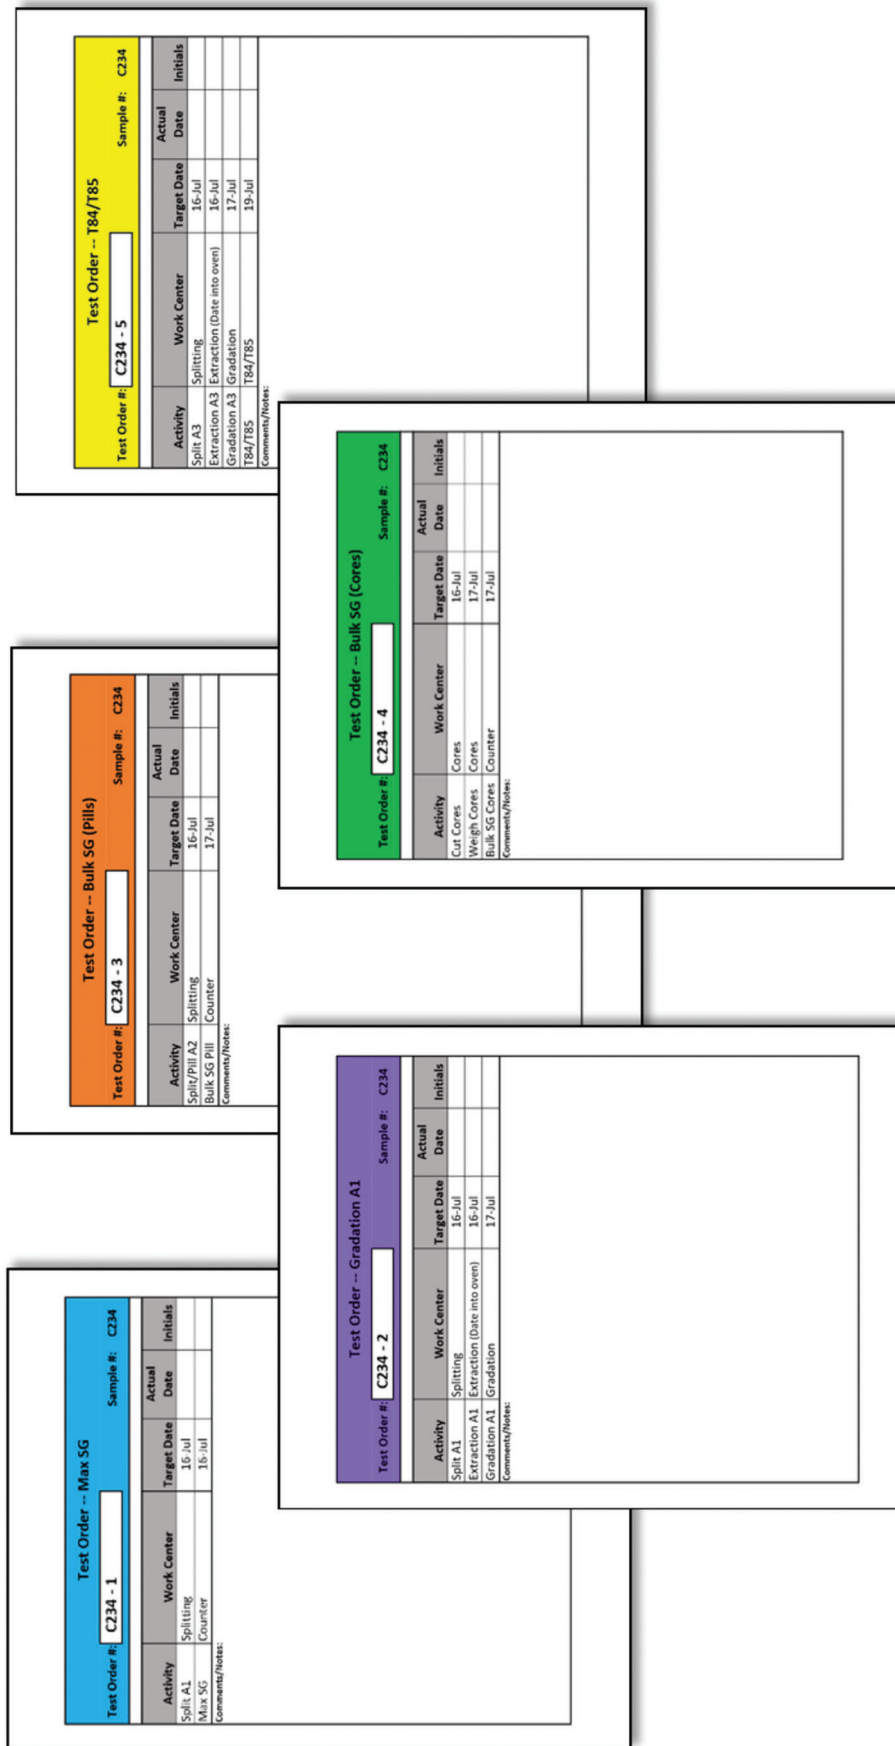 Test Order -- Max SG
Test Order #: C234 - 1 Sample #: C234
Activity Work Center Target Date Actual Date Initials
Split A1 Splitting 16-Jul
Max SG Counter 16-Jul
Comments/Notes:
Test Order -- Gradation A1
Test Order #: C234 - 2 Sample #: C234
Activity Work Center Target Date Actual Date Initials
Split A1 Splitting 16-Jul
Extraction A1 Extraction (Date into oven) 16-Jul
Gradation A1 Gradation 17-Jul
Comments/Notes:
Test Order -- Bulk SG (Pills)
Test Order #: C234 - 3 Sample #: C234
Activity Work Center Target Date Actual Date Initials
Split/Pill A2 Splitting 16-Jul
Bulk SG Pill Counter 17-Jul
Comments/Notes:
Test Order -- Bulk SG (Cores)
Test Order #: C234 - 4 Sample #: C234
Activity Work Center Target Date Actual Date Initials
Cut Cores Cores 16-Jul
Weigh Cores Cores 17-Jul
Bulk SG Cores Counter 17-Jul
Comments/Notes:
Test Order -- T84/T85
Test Order #: C234 - 5 Sample #: C234
Activity Work Center Target Date Actual Date Initials
Split A3 Splitting 16-Jul
Extraction A3 Extraction (Date into oven) 16-Jul
Gradation A3 Gradation 17-Jul
T84/T85 T84/T85 19-Jul
Comments/Notes: